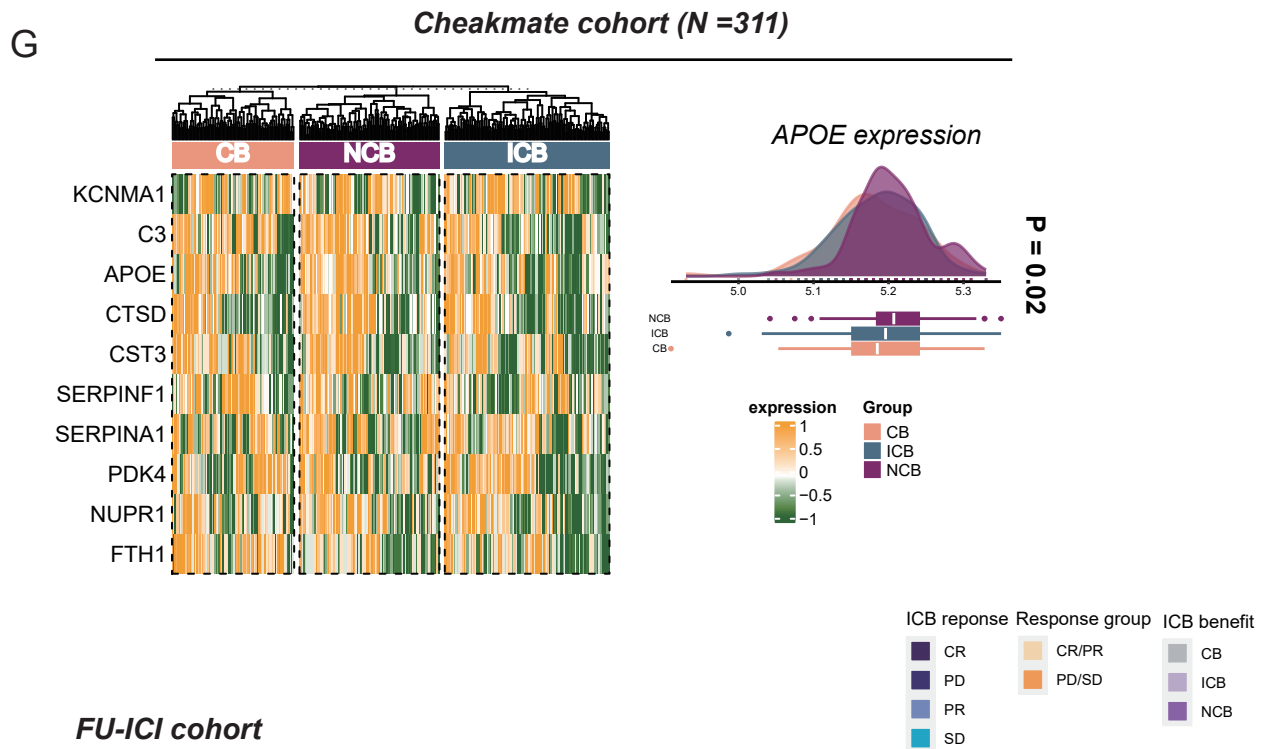 Cheakmate cohort (N =311)
G
CB
NCB
ICB
KCNMA1
C3
APOE
CTSD
CST3
SERPINF1
SERPINA1
PDK4
NUPR1
FTH1
APOE expression
5.0
5.1
5.2
5.3
NCB
ICB
CB
P = 0.02
expression
1
0.5
0
−0.5
−1
Group
CB
ICB
NCB
ICB reponse
CR
PD
PR
SD
Response group
CR/PR
PD/SD
ICB benefit
CB
ICB
NCB
FU-ICI cohort